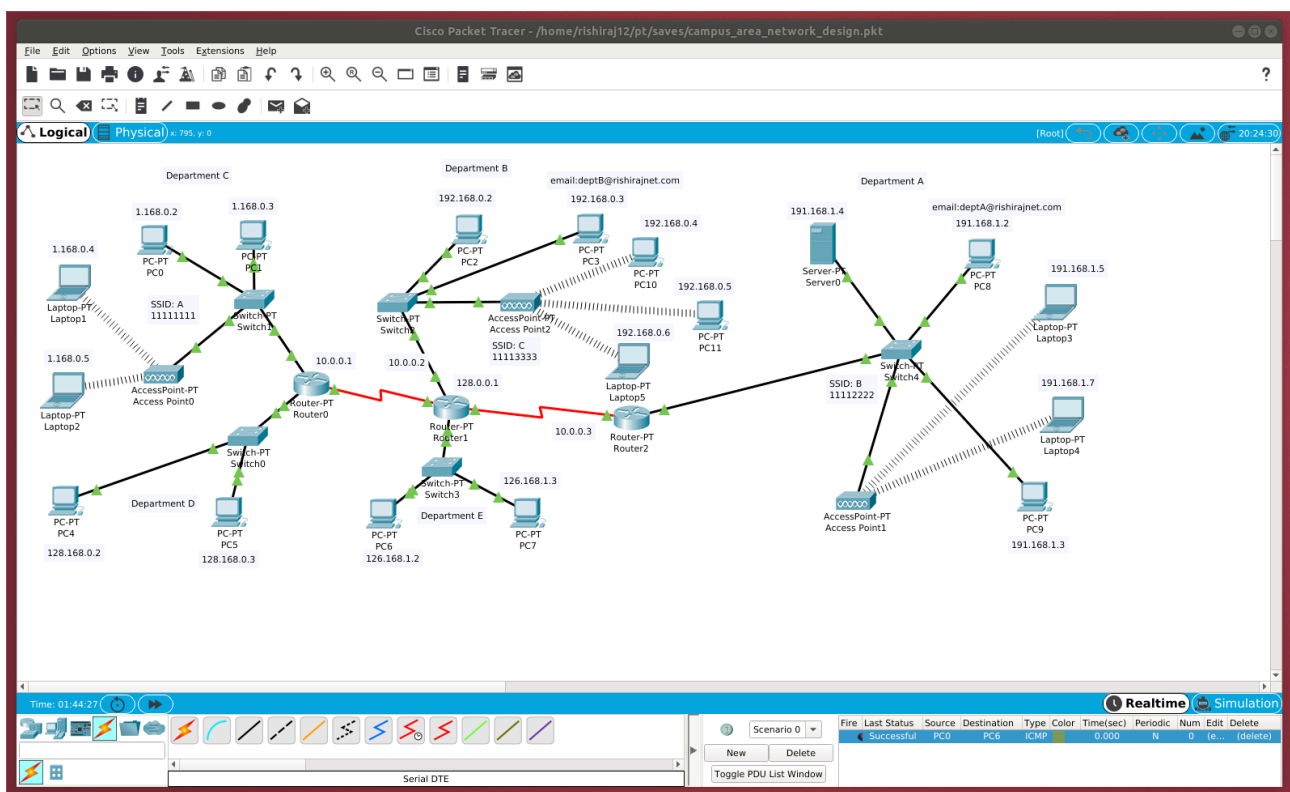 Cisco Packet Tracer - /home/rishiraj12/pt/saves/campus_area_network_design.pkt
File Edit Options View Tools Extensions Help
?
Logical Physical x: 795, y: 0 [Root] 20:24:30
Department C
Department B
Department A
email:deptB@rishirajnet.com
email:deptA@rishirajnet.com
1.168.0.2
1.168.0.3
192.168.0.2
192.168.0.3
191.168.1.4
191.168.1.2
192.168.0.4
1.168.0.4
PC-PT
PC0
PC-PT
PC1
PC-PT
PC2
PC-PT
PC3
PC-PT
PC10
Server-PT
Server0
PC-PT
PC8
191.168.1.5
192.168.0.5
Laptop-PT
Laptop1
SSID: A
11111111
Switch-PT
Switch1
Switch-PT
AccessPoint-PT
Access Point2
PC-PT
PC11
Laptop-PT
Laptop3
192.168.0.6
SSID: C
11113333
1.168.0.5
10.0.0.1
10.0.0.2
128.0.0.1
Switch-PT
Switch4
SSID: B
11112222
191.168.1.7
AccessPoint-PT
Access Point0
Laptop-PT
Laptop2
Router-PT
Router0
Laptop-PT
Laptop5
Router-PT
Router1
10.0.0.3
Router-PT
Router2
Laptop-PT
Laptop4
Switch-PT
Switch0
Switch-PT
Switch3
126.168.1.3
Department D
Department E
PC-PT
PC4
128.168.0.2
PC-PT
PC5
128.168.0.3
PC-PT
PC6
126.168.1.2
PC-PT
PC7
AccessPoint-PT
Access Point1
PC-PT
PC9
191.168.1.3
Time: 01:44:27 Realtime Simulation
Scenario 0
New Delete
Toggle PDU List Window
Fire Last Status Source Destination Type Color Time(sec) Periodic Num Edit Delete
Successful PC0 PC6 ICMP 0.000 N 0 (e... (delete)
Serial DTE